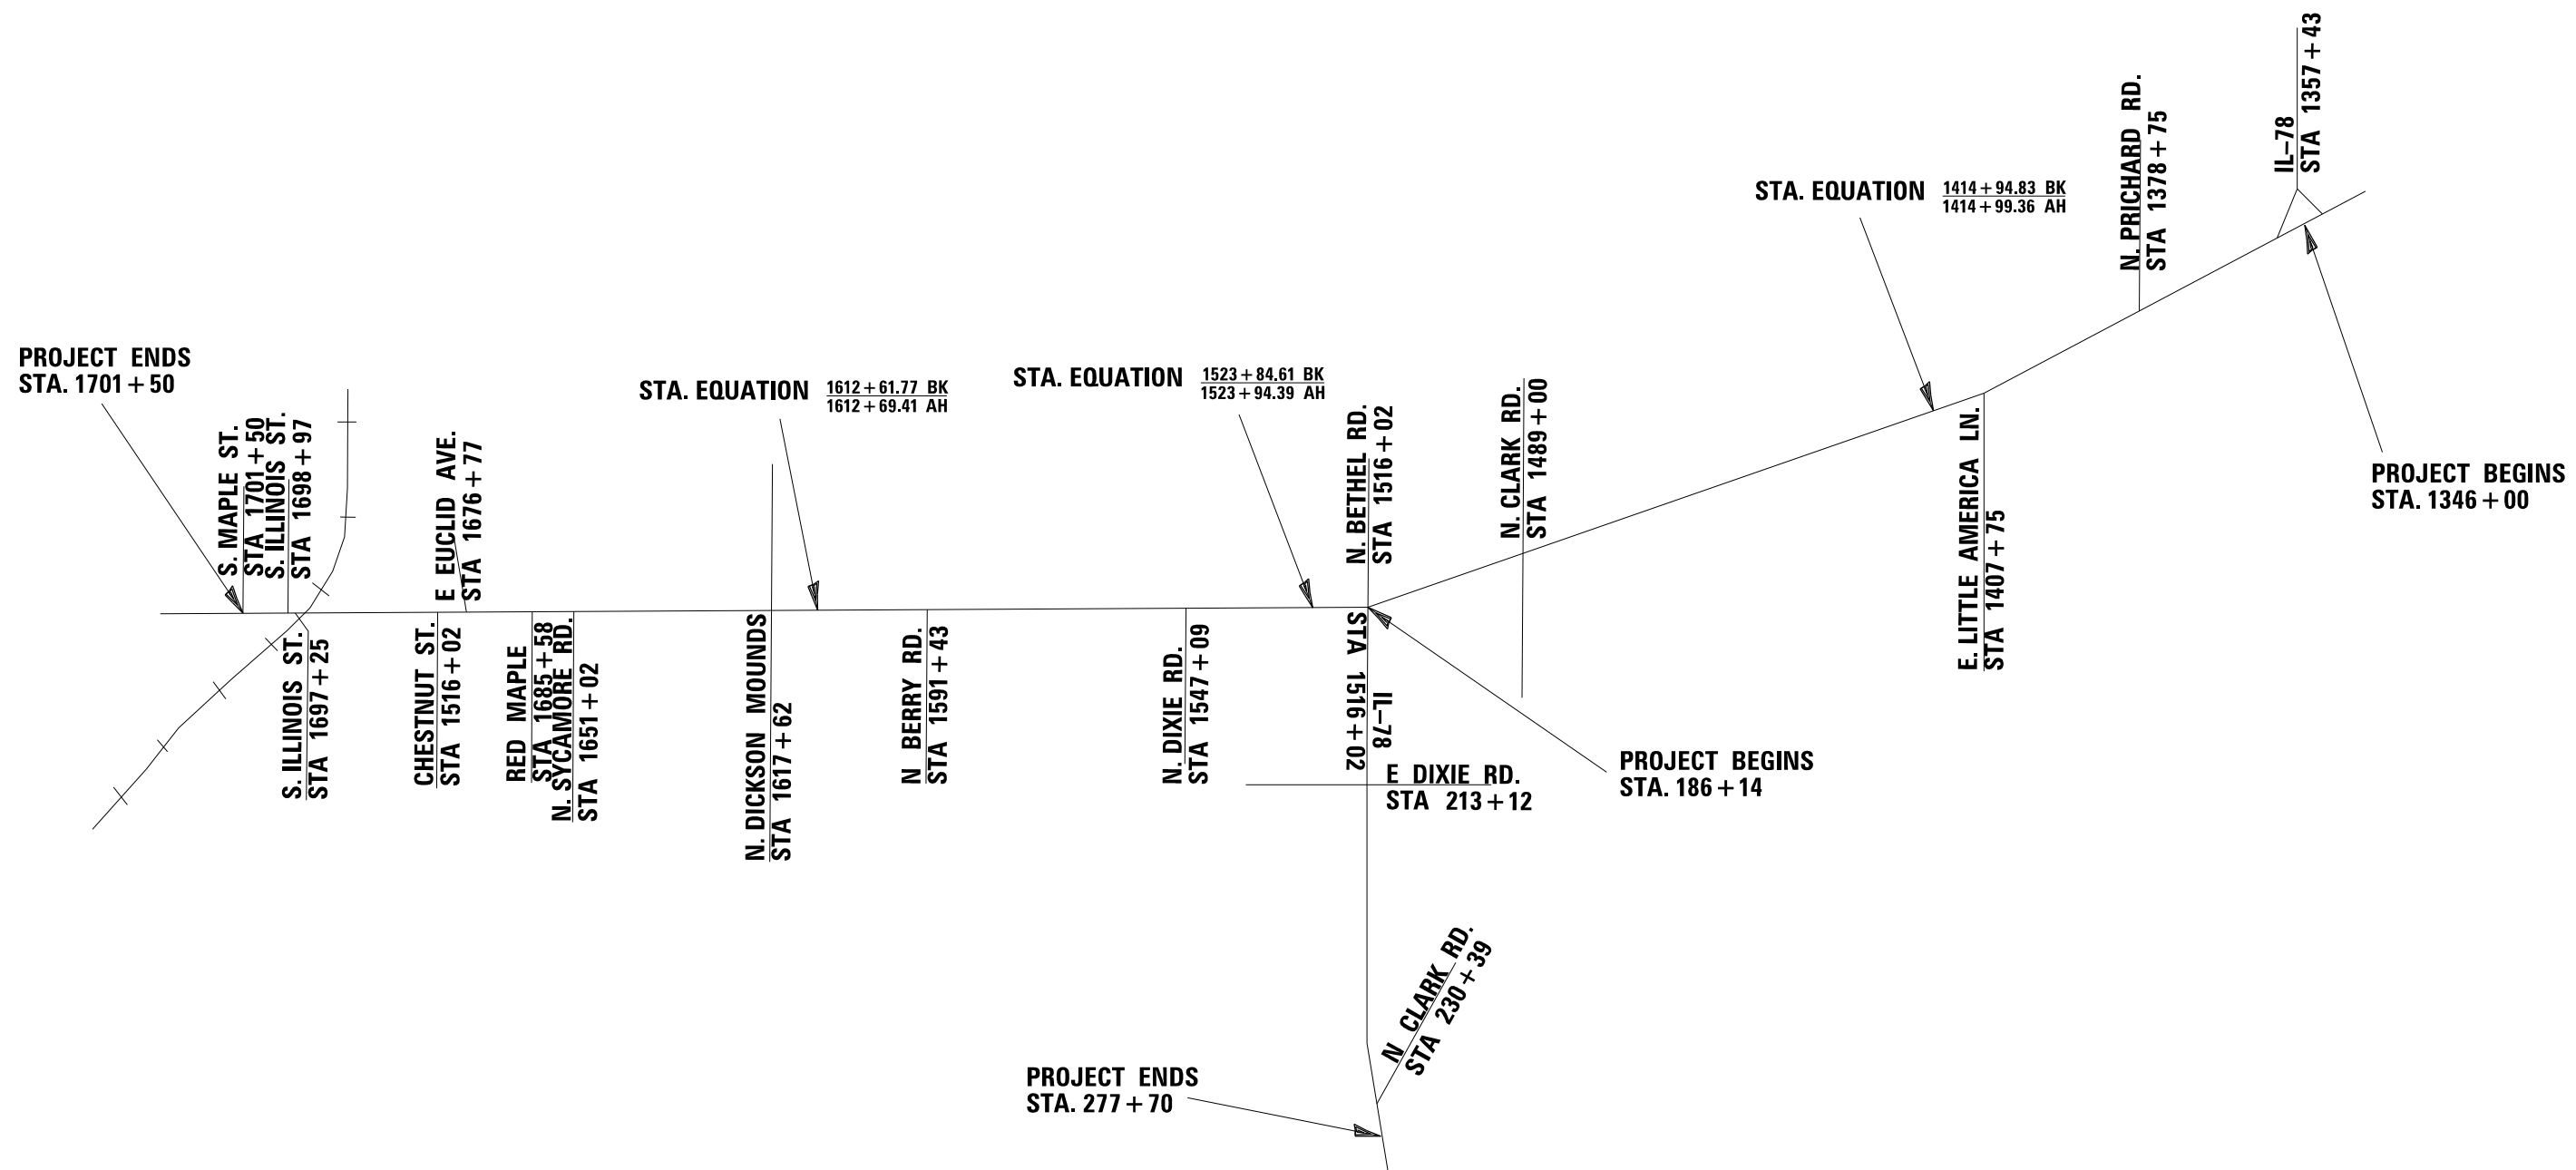 IL-78
STA 1357+43
N. PRICHARD RD.
STA 1378+75
STA. EQUATION 1414+94.83 BK
1414+99.36 AH
PROJECT ENDS
STA. 1701+50
STA. EQUATION 1612+61.77 BK
1612+69.41 AH
STA. EQUATION 1523+84.61 BK
1523+94.39 AH
S. MAPLE ST.
STA 1701+50
S. ILLINOIS ST.
STA 1698+97
E EUCLID AVE.
STA 1676+77
N. BETHEL RD.
STA 1516+02
N. CLARK RD.
STA 1489+00
E. LITTLE AMERICA LN.
STA 1407+75
PROJECT BEGINS
STA. 1346+00
S. ILLINOIS ST.
STA 1697+25
CHESTNUT ST.
STA 1516+02
RED MAPLE
STA 1685+58
N. SYCAMORE RD.
STA 1651+02
N. DICKSON MOUNDS
STA 1617+62
N BERRY RD.
STA 1591+43
N. DIXIE RD.
STA 1547+09
STA 1516+02
IL-78
E DIXIE RD.
STA 213+12
PROJECT BEGINS
STA. 186+14
N CLARK RD.
STA 230+39
PROJECT ENDS
STA. 277+70